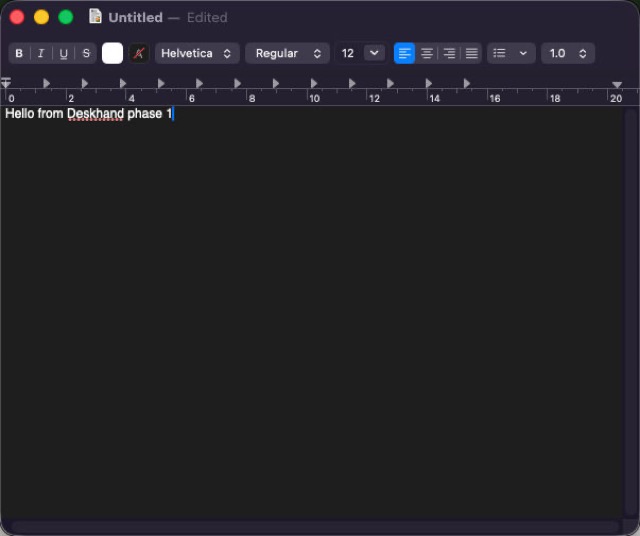 Untitled — Edited
B I U S A Helvetica Regular 12 1.0
0 2 4 6 8 10 12 14 16 18 20
Hello from Deskhand phase 1